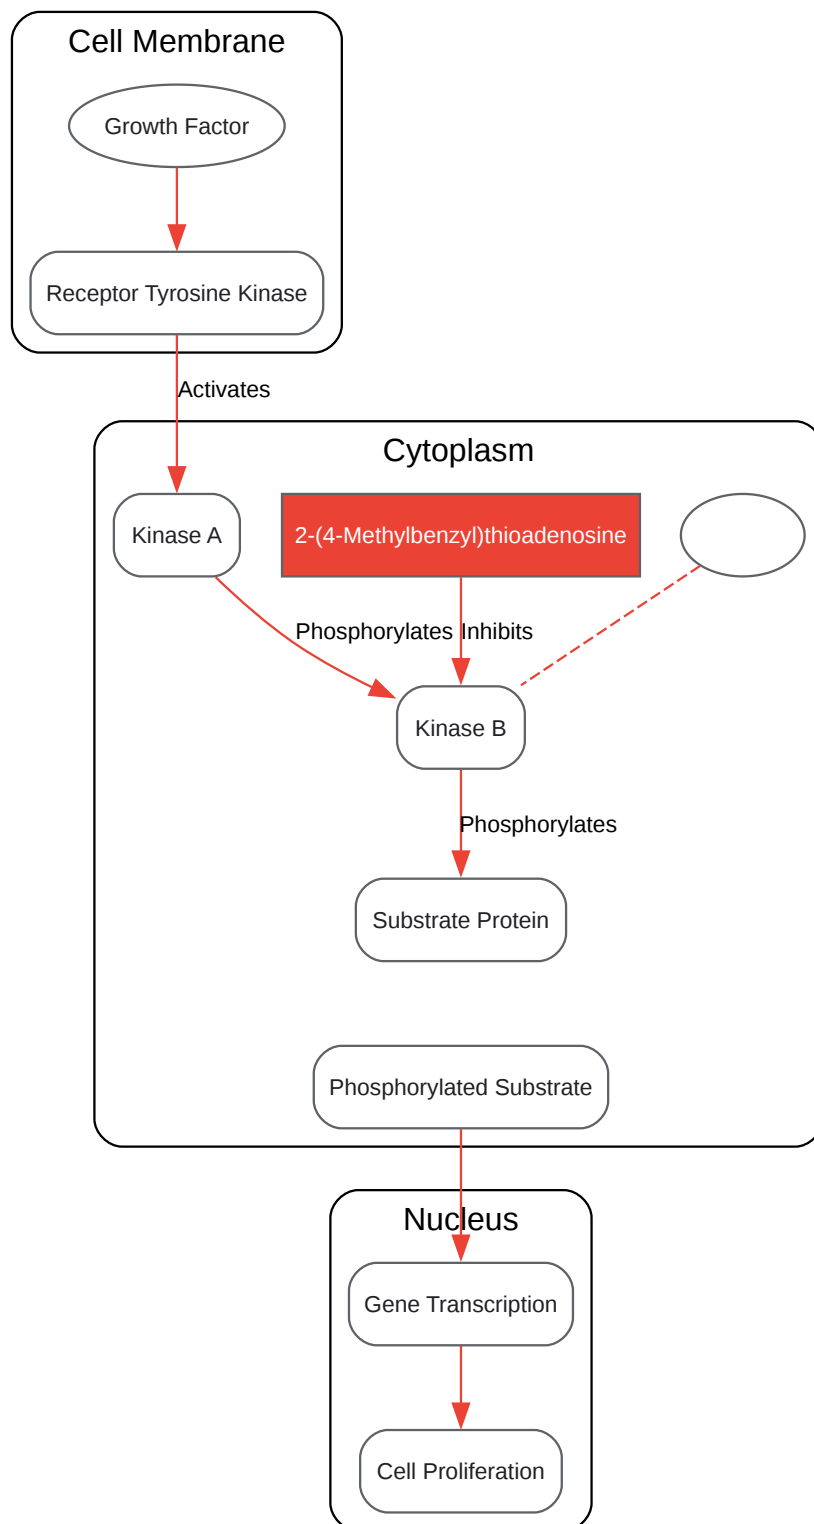 Cell Membrane
Growth Factor
Receptor Tyrosine Kinase
Activates
Cytoplasm
Kinase A
2-(4-Methylbenzyl)thioadenosine
Phosphorylates
Inhibits
Kinase B
Phosphorylates
Substrate Protein
Phosphorylated Substrate
Nucleus
Gene Transcription
Cell Proliferation